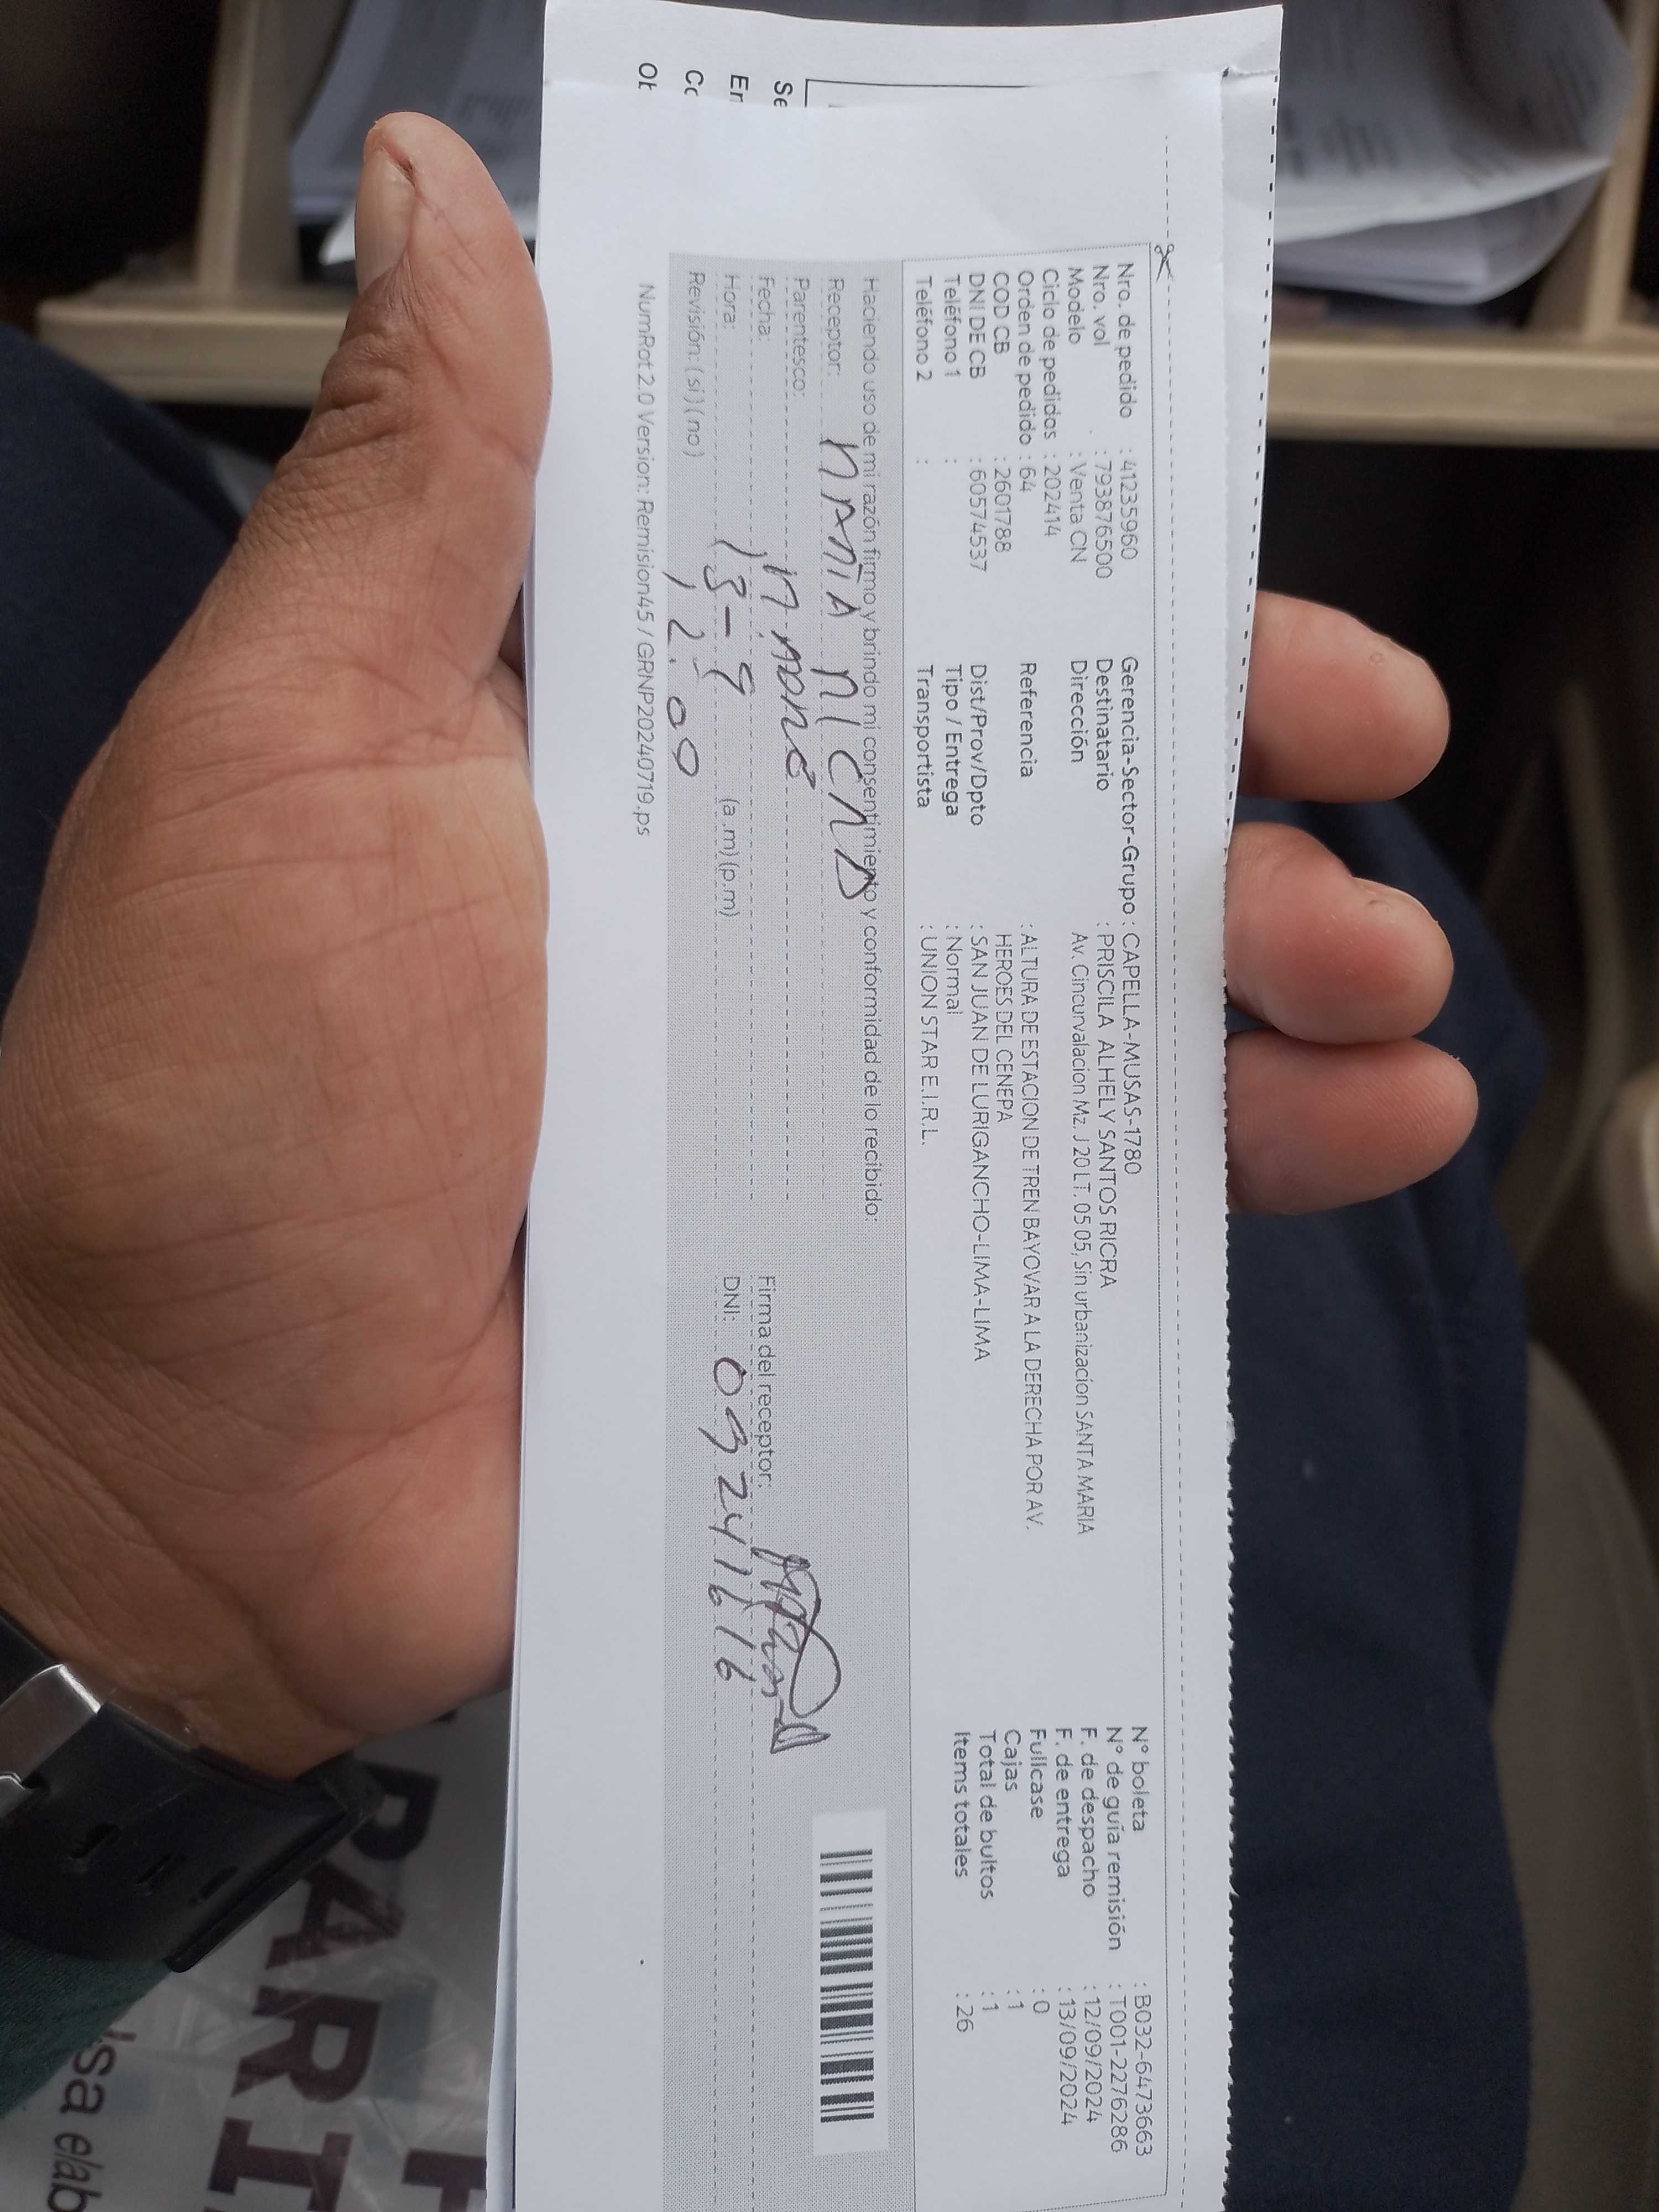 Nro. de pedido : 41235960
Nro. vol : 793876500
Modelo : Venta CN
Ciclo de pedidos : 202414
Orden de pedido : 64
COD CB : 2601788
DNI DE CB : 60574537
Teléfono 1 :
Teléfono 2 :
Gerencia-Sector-Grupo : CAPELLA-MUSAS-1780
Destinatario : PRISCILA ALHELY SANTOS RICRA
Dirección Av. Cincurvalacion Mz. J 20 LT. 05 05, Sin urbanizacion SANTA MARIA
Referencia : ALTURA DE ESTACION DE TREN BAYOVAR A LA DERECHA POR AV.
HEROES DEL CENEPA
Dist/Prov/Dpto : SAN JUAN DE LURIGANCHO-LIMA-LIMA
Tipo / Entrega : Normal
Transportista : UNION STAR E.I.R.L.
N° boleta : B032-6473663
N° de guía remisión : T001-2276286
F. de despacho : 12/09/2024
F. de entrega : 13/09/2024
Fullcase : 0
Cajas : 1
Total de bultos : 1
Items totales : 26
Haciendo uso de mi razón firmo y brindo mi consentimiento y conformidad de lo recibido:
Receptor:
Parentesco:
Fecha: 13-9
Hora: 12.09 (a.m) (p.m)
Revisión: (si) (no)
Firma del receptor:
DNI: 09241616
NumRot 2.0 Version: Remision45 / GRNP20240719.ps
Se
En
Co